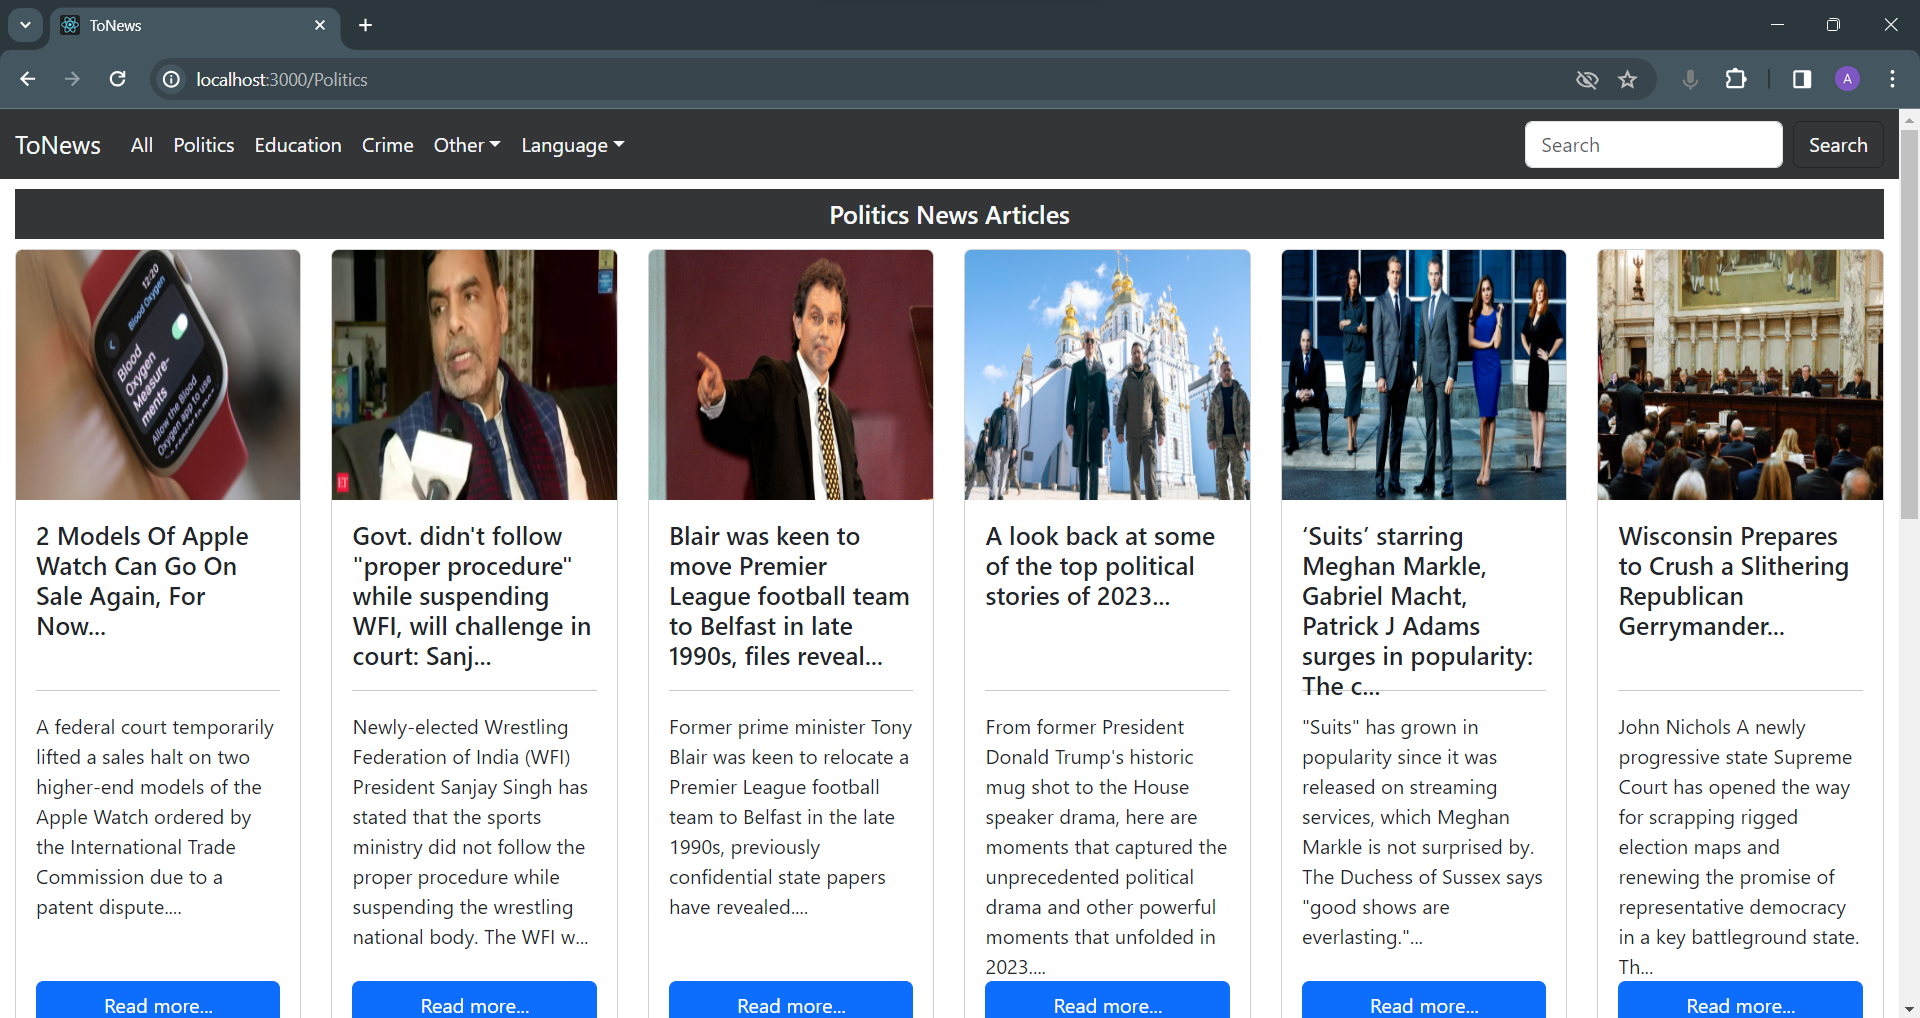 ToNews
localhost:3000/Politics
A
ToNews All Politics Education Crime Other Language Search Search
Politics News Articles
12:20
Blood Oxygen
Blood
Oxygen
Measure-
ments
Allow the Blood
Oxygen app to use
ET
2 Models Of Apple
Watch Can Go On
Sale Again, For
Now...
A federal court temporarily
lifted a sales halt on two
higher-end models of the
Apple Watch ordered by
the International Trade
Commission due to a
patent dispute....
Read more...
Govt. didn't follow
"proper procedure"
while suspending
WFI, will challenge in
court: Sanj...
Newly-elected Wrestling
Federation of India (WFI)
President Sanjay Singh has
stated that the sports
ministry did not follow the
proper procedure while
suspending the wrestling
national body. The WFI w...
Read more...
Blair was keen to
move Premier
League football team
to Belfast in late
1990s, files reveal...
Former prime minister Tony
Blair was keen to relocate a
Premier League football
team to Belfast in the late
1990s, previously
confidential state papers
have revealed....
Read more...
A look back at some
of the top political
stories of 2023...
From former President
Donald Trump's historic
mug shot to the House
speaker drama, here are
moments that captured the
unprecedented political
drama and other powerful
moments that unfolded in
2023....
Read more...
‘Suits’ starring
Meghan Markle,
Gabriel Macht,
Patrick J Adams
surges in popularity:
The c...
"Suits" has grown in
popularity since it was
released on streaming
services, which Meghan
Markle is not surprised by.
The Duchess of Sussex says
"good shows are
everlasting."...
Read more...
Wisconsin Prepares
to Crush a Slithering
Republican
Gerrymander...
John Nichols A newly
progressive state Supreme
Court has opened the way
for scrapping rigged
election maps and
renewing the promise of
representative democracy
in a key battleground state.
Th...
Read more...